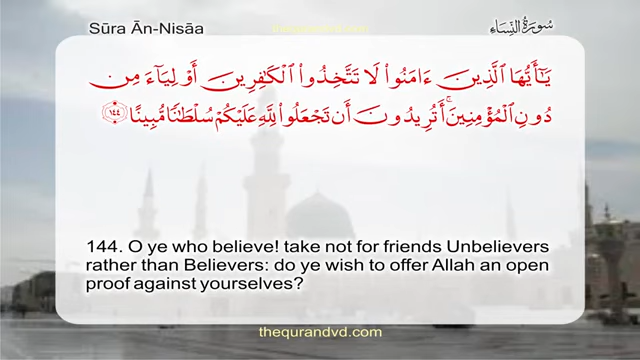 Sūra Ān-Nisāa
thequrandvd.com
سُورَةُ النِّسَاءِ
يَـٰٓأَيُّهَا ٱلَّذِينَ ءَامَنُوا۟ لَا تَتَّخِذُوا۟ ٱلْكَـٰفِرِينَ أَوْلِيَآءَ مِن
دُونِ ٱلْمُؤْمِنِينَ ۚ أَتُرِيدُونَ أَن تَجْعَلُوا۟ لِلَّهِ عَلَيْكُمْ سُلْطَـٰنًا مُّبِينًا ١٤٤
144. O ye who believe! take not for friends Unbelievers
rather than Believers: do ye wish to offer Allah an open
proof against yourselves?
thequrandvd.com